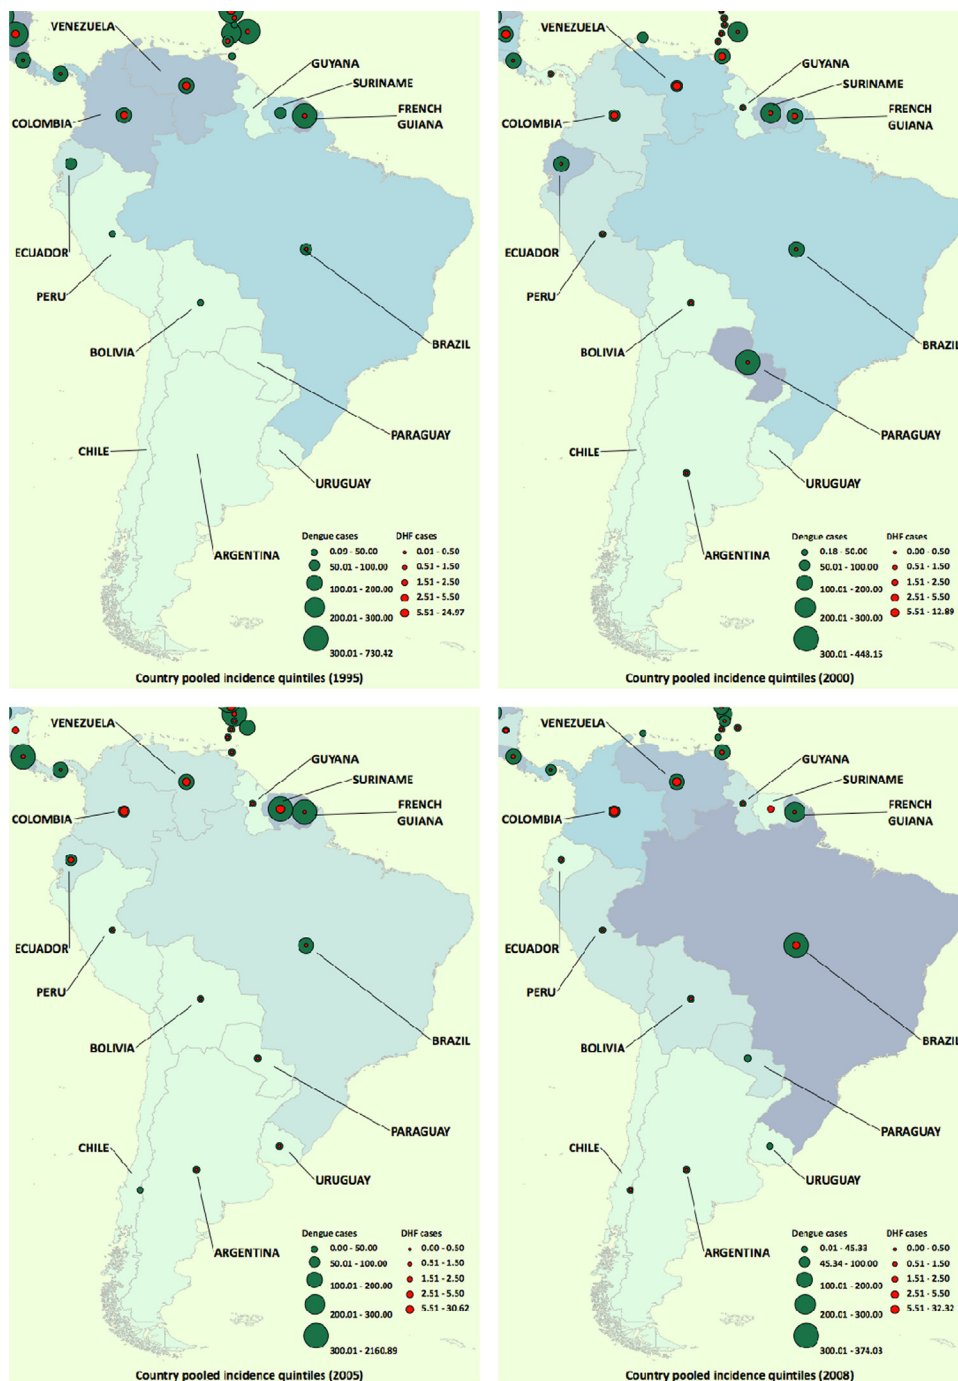 VENEZUELA
GUYANA
SURINAME
COLOMBIA
FRENCH
GUIANA
ECUADOR
PERU
BOLIVIA
BRAZIL
PARAGUAY
CHILE
URUGUAY
ARGENTINA
Dengue cases DHF cases
0.09 - 50.00 0.01 - 0.50
50.01 - 100.00 0.51 - 1.50
100.01 - 200.00 1.51 - 2.50
200.01 - 300.00 2.51 - 5.50
300.01 - 730.42 5.51 - 24.97
Country pooled incidence quintiles (1995)
VENEZUELA
GUYANA
SURINAME
COLOMBIA
FRENCH
GUIANA
ECUADOR
PERU
BOLIVIA
BRAZIL
PARAGUAY
CHILE
URUGUAY
ARGENTINA
Dengue cases DHF cases
0.18 - 50.00 0.00 - 0.50
50.01 - 100.00 0.51 - 1.50
100.01 - 200.00 1.51 - 2.50
200.01 - 300.00 2.51 - 5.50
300.01 - 448.15 5.51 - 12.89
Country pooled incidence quintiles (2000)
VENEZUELA
GUYANA
SURINAME
COLOMBIA
FRENCH
GUIANA
ECUADOR
PERU
BOLIVIA
BRAZIL
PARAGUAY
CHILE
URUGUAY
ARGENTINA
Dengue cases DHF cases
0.00 - 50.00 0.00 - 0.50
50.01 - 100.00 0.51 - 1.50
100.01 - 200.00 1.51 - 2.50
200.01 - 300.00 2.51 - 5.50
300.01 - 2160.89 5.51 - 30.62
Country pooled incidence quintiles (2005)
VENEZUELA
GUYANA
SURINAME
COLOMBIA
FRENCH
GUIANA
ECUADOR
PERU
BOLIVIA
BRAZIL
PARAGUAY
CHILE
URUGUAY
ARGENTINA
Dengue cases DHF cases
0.01 - 45.33 0.00 - 0.50
45.34 - 100.00 0.51 - 1.50
100.01 - 200.00 1.51 - 2.50
200.01 - 300.00 2.51 - 5.50
300.01 - 374.03 5.51 - 32.32
Country pooled incidence quintiles (2008)